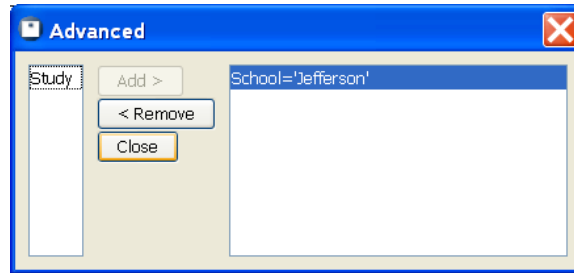 Advanced
Study
Add >
< Remove
Close
School='Jefferson'